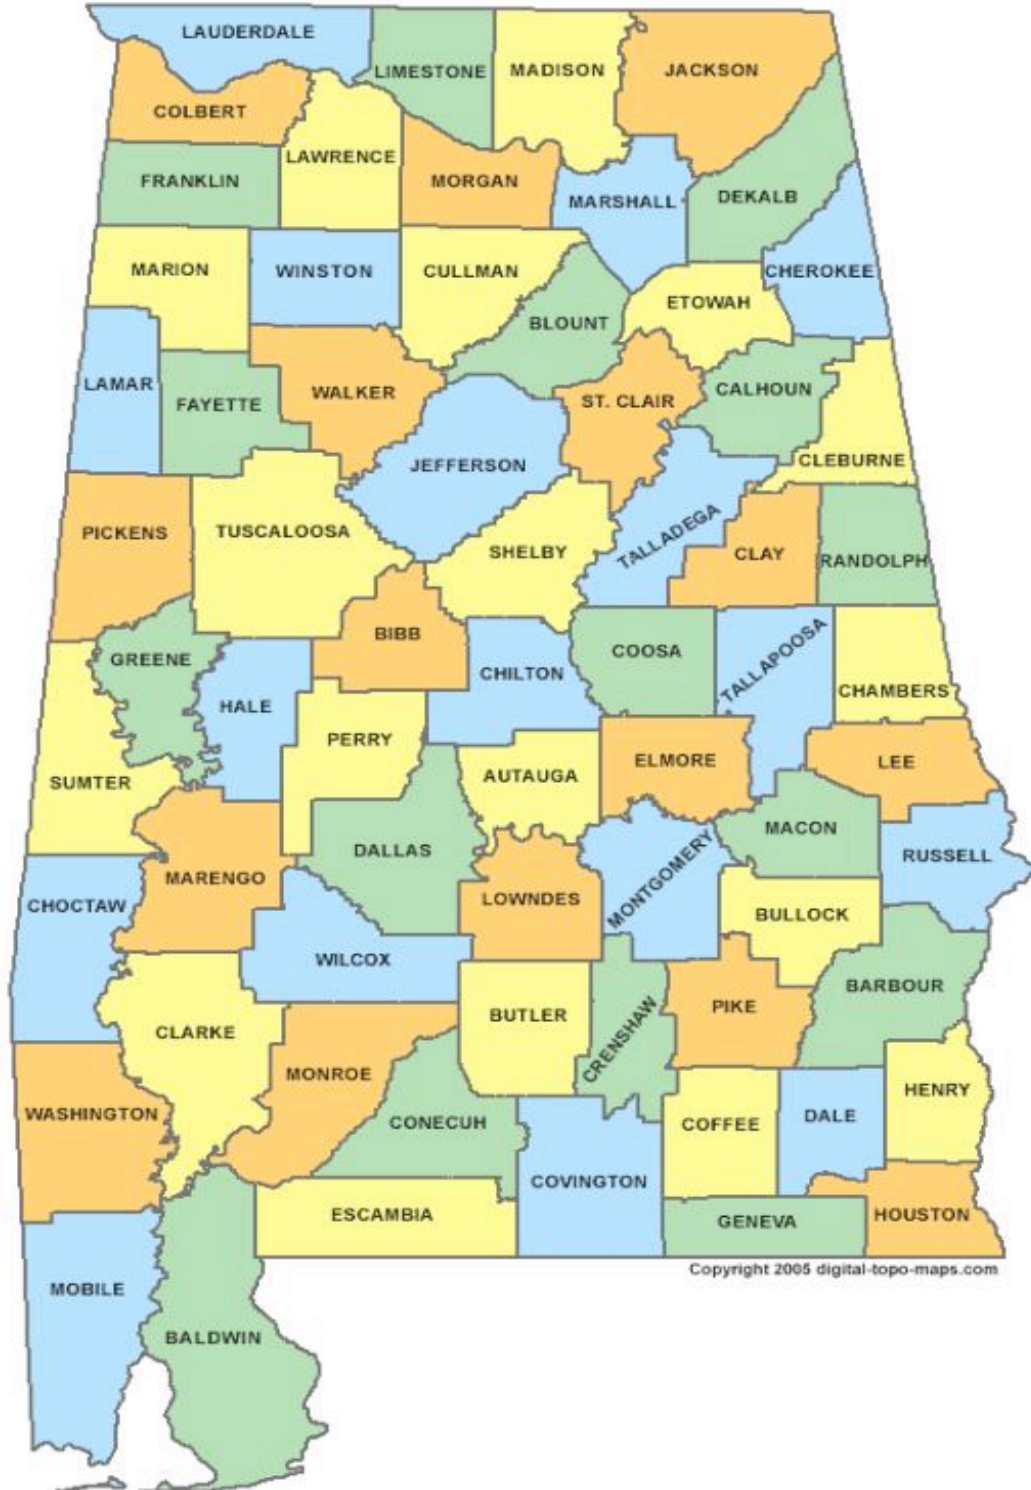 LAUDERDALE
LIMESTONE
MADISON
JACKSON
COLBERT
LAWRENCE
FRANKLIN
MORGAN
MARSHALL
DEKALB
MARION
WINSTON
CULLMAN
CHEROKEE
ETOWAH
BLOUNT
LAMAR
FAYETTE
WALKER
ST. CLAIR
CALHOUN
JEFFERSON
CLEBURNE
PICKENS
TUSCALOOSA
SHELBY
TALLADEGA
CLAY
RANDOLPH
BIBB
GREENE
HALE
CHILTON
COOSA
TALLAPOOSA
CHAMBERS
SUMTER
PERRY
AUTAUGA
ELMORE
LEE
MACON
RUSSELL
DALLAS
MARENGO
CHOCTAW
LOWNDES
MONTGOMERY
BULLOCK
WILCOX
BARBOUR
CLARKE
BUTLER
CRENSHAW
PIKE
MONROE
WASHINGTON
CONECUH
COFFEE
DALE
HENRY
COVINGTON
ESCAMBIA
GENEVA
HOUSTON
Copyright 2005 digital-topo-maps.com
MOBILE
BALDWIN